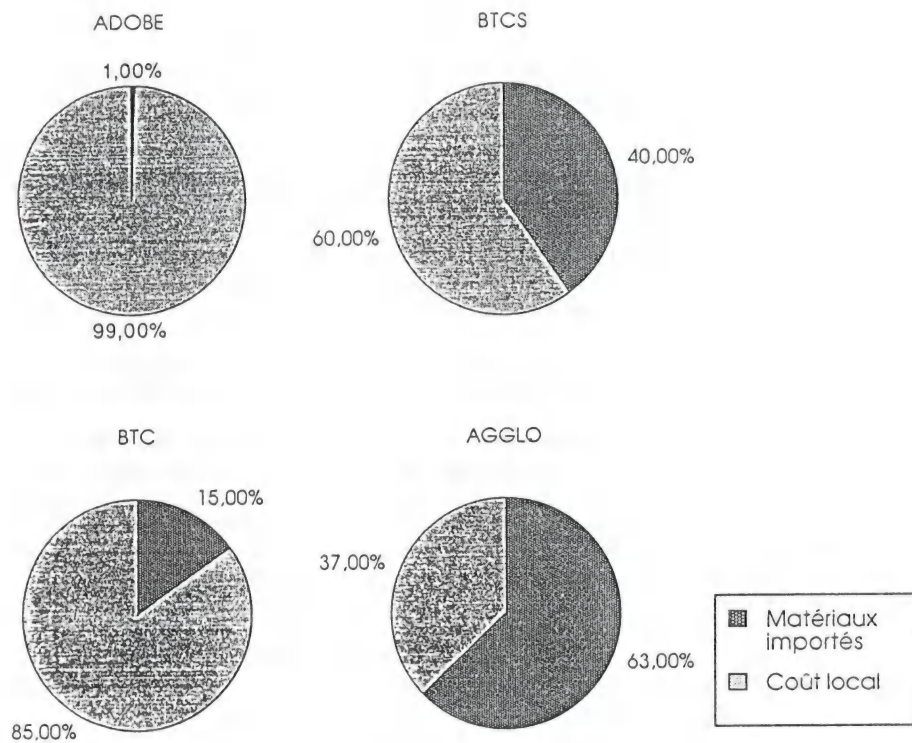 ADOBE
1,00%
99,00%
BTCS
40,00%
60,00%
BTC
15,00%
85,00%
AGGLO
37,00%
63,00%
Matériaux
importés
Coût local